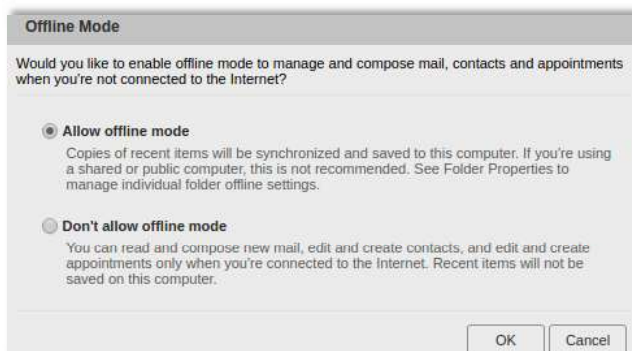 Offline Mode
Would you like to enable offline mode to manage and compose mail, contacts and appointments
when you're not connected to the Internet?
Allow offline mode
Copies of recent items will be synchronized and saved to this computer. If you're using
a shared or public computer, this is not recommended. See Folder Properties to
manage individual folder offline settings.
Don't allow offline mode
You can read and compose new mail, edit and create contacts, and edit and create
appointments only when you're connected to the Internet. Recent items will not be
saved on this computer.
OK Cancel